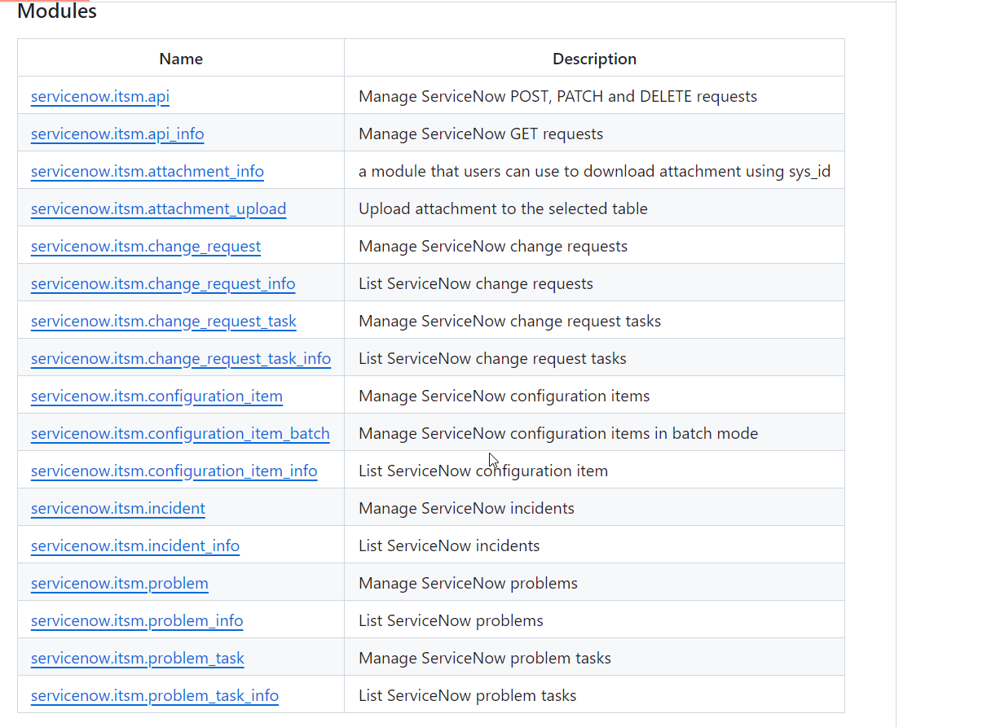 Modules
Name Description
servicenow.itsm.api Manage ServiceNow POST, PATCH and DELETE requests
servicenow.itsm.api_info Manage ServiceNow GET requests
servicenow.itsm.attachment_info a module that users can use to download attachment using sys_id
servicenow.itsm.attachment_upload Upload attachment to the selected table
servicenow.itsm.change_request Manage ServiceNow change requests
servicenow.itsm.change_request_info List ServiceNow change requests
servicenow.itsm.change_request_task Manage ServiceNow change request tasks
servicenow.itsm.change_request_task_info List ServiceNow change request tasks
servicenow.itsm.configuration_item Manage ServiceNow configuration items
servicenow.itsm.configuration_item_batch Manage ServiceNow configuration items in batch mode
servicenow.itsm.configuration_item_info List ServiceNow configuration item
servicenow.itsm.incident Manage ServiceNow incidents
servicenow.itsm.incident_info List ServiceNow incidents
servicenow.itsm.problem Manage ServiceNow problems
servicenow.itsm.problem_info List ServiceNow problems
servicenow.itsm.problem_task Manage ServiceNow problem tasks
servicenow.itsm.problem_task_info List ServiceNow problem tasks